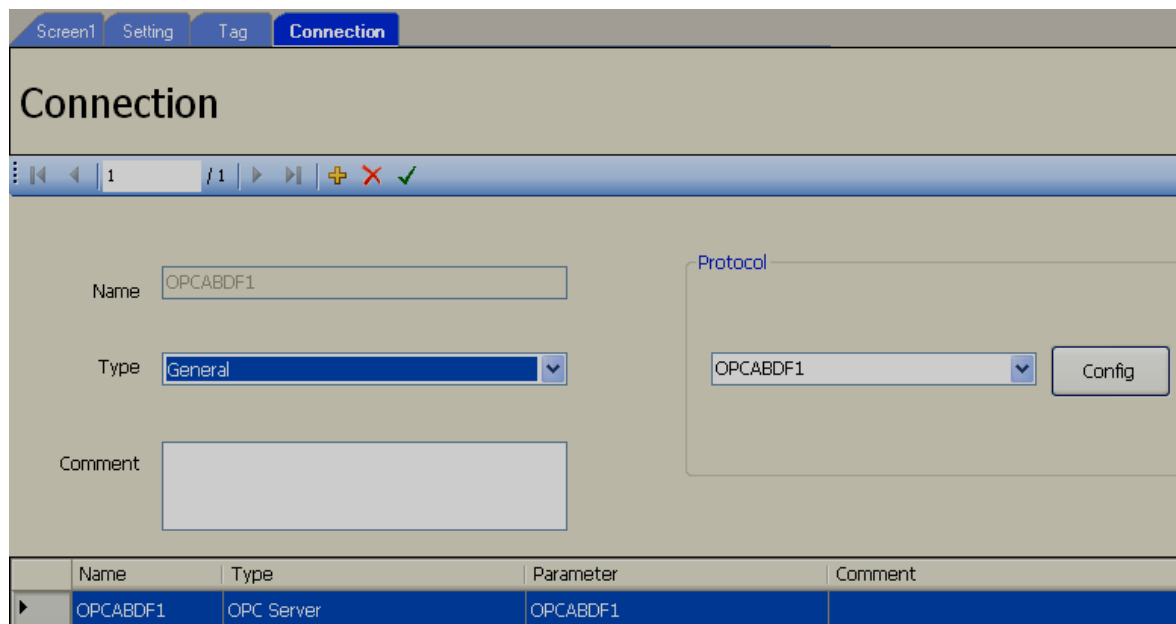 Screen1 Setting Tag Connection
Connection
1 / 1
Protocol
Name OPCABDF1
Type General OPCABDF1 Config
Comment
Name Type Parameter Comment
OPCABDF1 OPC Server OPCABDF1